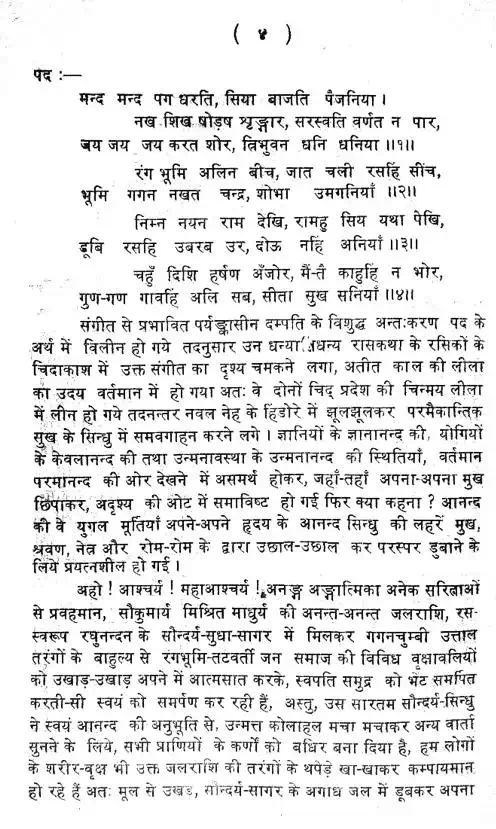 ( ४ )
पद :—
मन्द मन्द पग धरति, सिया बाजति पैंजनिया ।
नख शिख षोड़ष श्रृङ्गार, सरस्वति वर्णत न पार,
जय जय जय करत शोर, त्रिभुवन धनि धनिया ॥१॥
रंग भूमि अलिन बीच, जात चली रसहिं सींच,
भूमि गगन नखत चन्द्र, शोभा उमगनियाँ ॥२॥
निम्न नयन राम देखि, रामहु सिय यथा पेखि,
डूबि रसहि उबरब उर, दोऊ नहिं अनियाँ ॥३॥
चहुँ दिशि हर्षण अँजोर, मैं-तै काहुहिं न भोर,
गुण-गण गावहिं अलि सब, सीता सुख सनियाँ ॥४॥
संगीत से प्रभावित पर्यङ्कासीन दम्पति के विशुद्ध अन्तःकरण पद के
अर्थ में विलीन हो गये तदनुसार उन धन्या धन्य रासकथा के रसिकों के
चिदाकाश में उक्त संगीत का दृश्य चमकने लगा, अतीत काल की लीला
का उदय वर्तमान में हो गया अतः वे दोनों चिद् प्रदेश की चिन्मय लीला
में लीन हो गये तदनन्तर नवल नेह के हिंडोरे में झूलझूलकर परमैकान्तिक
सुख के सिन्धु में समवगाहन करने लगे । ज्ञानियों के ज्ञानानन्द की, योगियों
के केवलानन्द की तथा उन्मनावस्था के उन्मनानन्द की स्थितियाँ, वर्तमान
परमानन्द की ओर देखने में असमर्थ होकर, जहाँ-तहाँ अपना-अपना मुख
छिपाकर, अदृश्य की ओट में समाविष्ट हो गई फिर क्या कहना ? आनन्द
की वे युगल मूर्तियाँ अपने-अपने हृदय के आनन्द सिन्धु की लहरें मुख,
श्रवण, नेत्र और रोम-रोम के द्वारा उछाल-उछाल कर परस्पर डुबाने के
लिये प्रयत्नशील हो गई ।
अहो ! आश्चर्य ! महाआश्चर्य ! अनङ्ग अङ्गात्मिका अनेक सरिताओं
से प्रवहमान, सौकुमार्य मिश्रित माधुर्य की अनन्त-अनन्त जलराशि, रस-
स्वरूप रघुनन्दन के सौन्दर्य-सुधा-सागर में मिलकर गगनचुम्बी उत्ताल
तरंगों के बाहुल्य से रंगभूमि-तटवर्ती जन समाज की विविध वृक्षावलियों
को उखाड़-उखाड़ अपने में आत्मसात करके, स्वपति समुद्र को भेंट समर्पित
करती-सी स्वयं को समर्पण कर रही हैं, अस्तु, उस सारतम सौन्दर्य-सिन्धु
ने स्वयं आनन्द की अनुभूति से, उन्मत्त कोलाहल मचा मचाकर अन्य वार्ता
सुनने के लिये, सभी प्राणियों के कर्णों को बधिर बना दिया है, हम लोगों
के शरीर-वृक्ष भी उक्त जलराशि की तरंगों के थपेड़े खा-खाकर कम्पायमान
हो रहे हैं अतः मूल से उखड़, सौन्दर्य-सागर के अगाध जल में डूबकर अपना